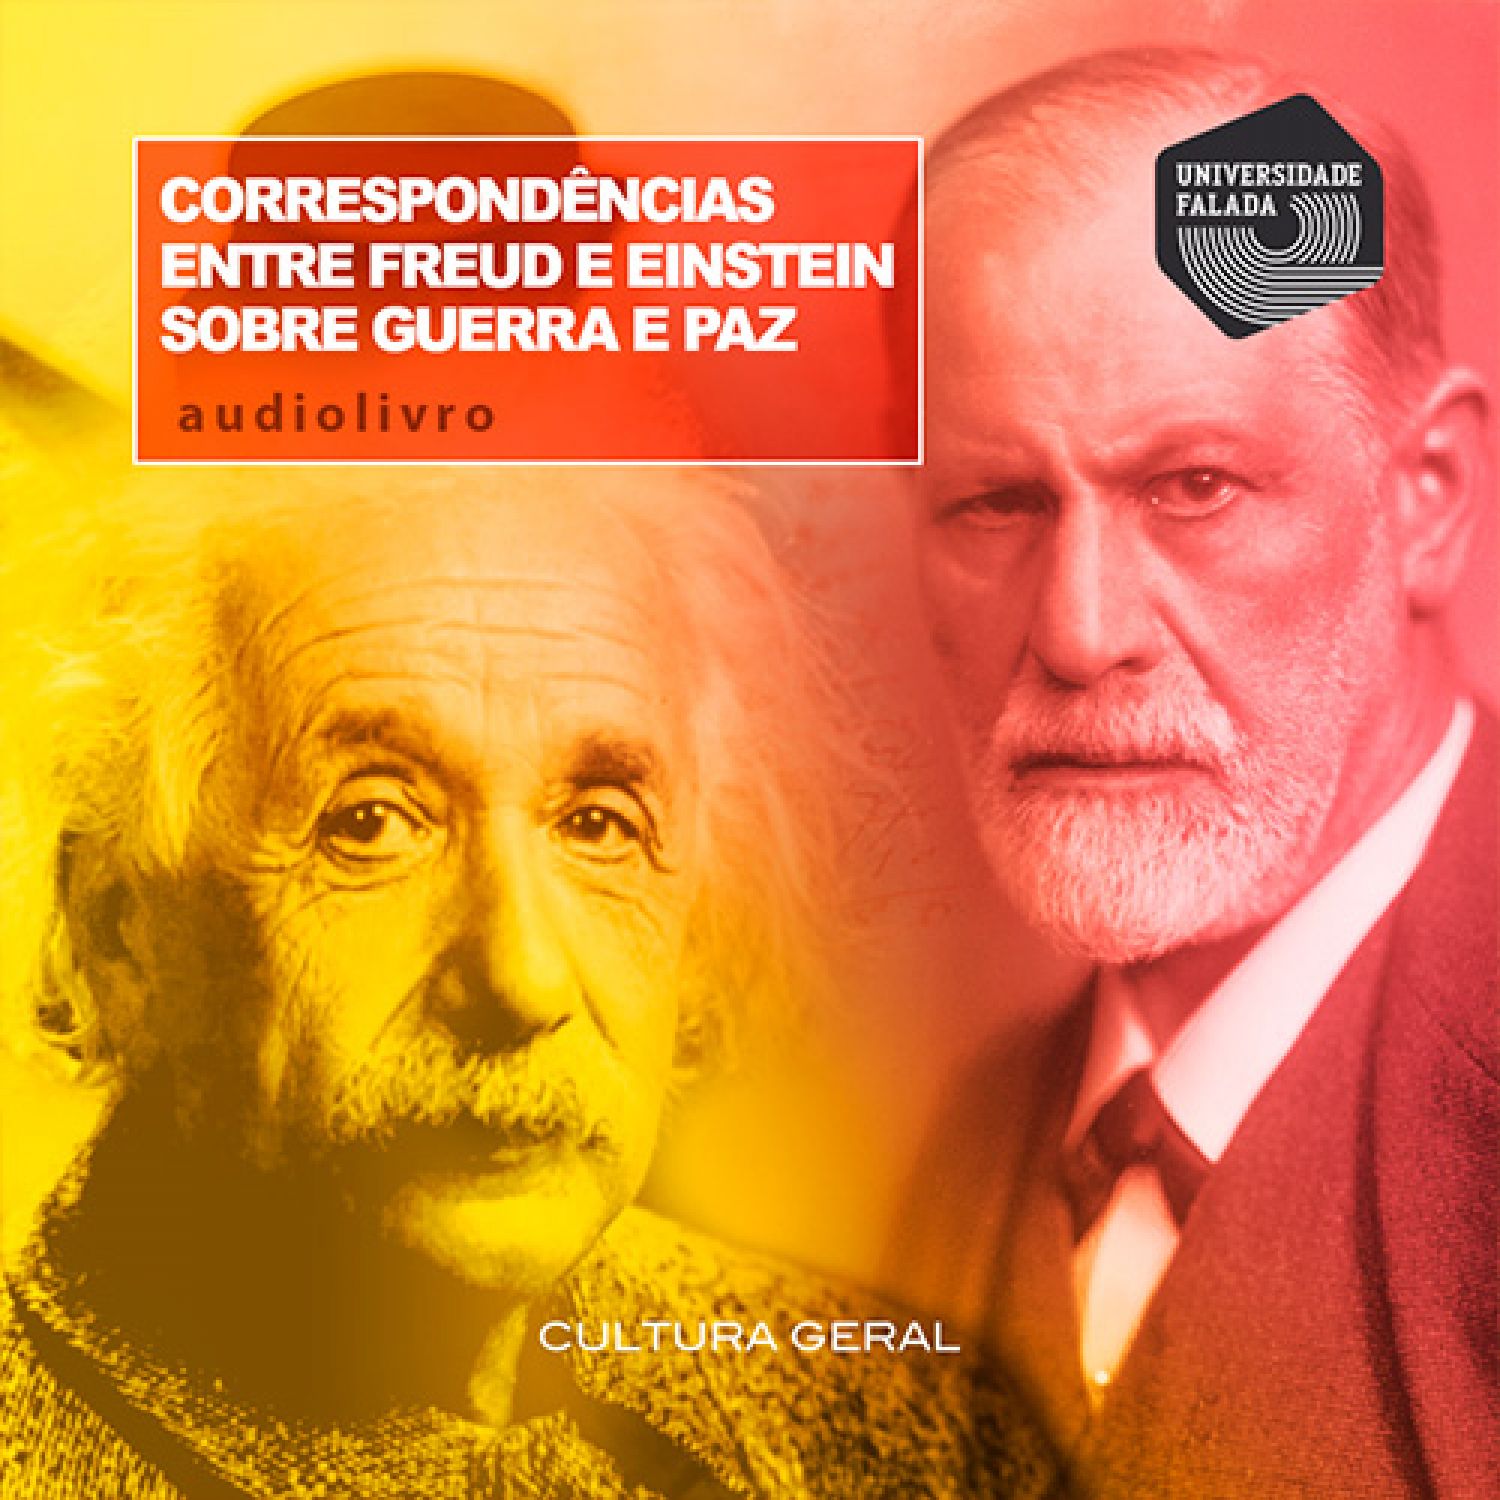 CORRESPONDÊNCIAS
ENTRE FREUD E EINSTEIN
SOBRE GUERRA E PAZ
audiolivro
UNIVERSIDADE
FALADA
CULTURA GERAL